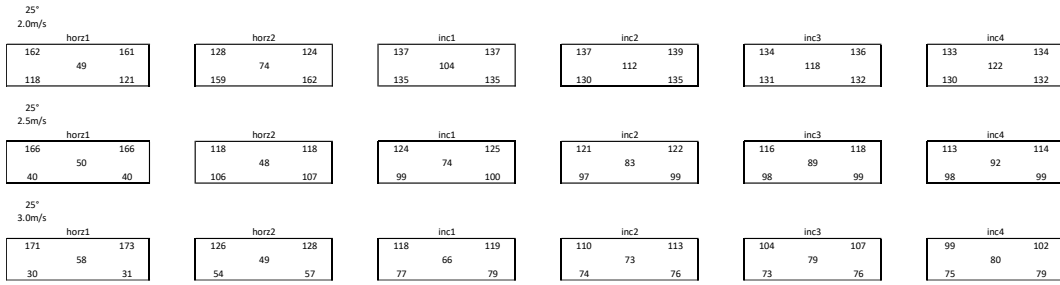 25°
2.0m/s
horz1 horz2 inc1 inc2 inc3 inc4
162 161 128 124 137 137 137 139 134 136 133 134
49 74 104 112 118 122
118 121 159 162 135 135 130 135 131 132 130 132
25°
2.5m/s
horz1 horz2 inc1 inc2 inc3 inc4
166 166 118 118 124 125 121 122 116 118 113 114
50 48 74 83 89 92
40 40 106 107 99 100 97 99 98 99 98 99
25°
3.0m/s
horz1 horz2 inc1 inc2 inc3 inc4
171 173 126 128 118 119 110 113 104 107 99 102
58 49 66 73 79 80
30 31 54 57 77 79 74 76 73 76 75 79